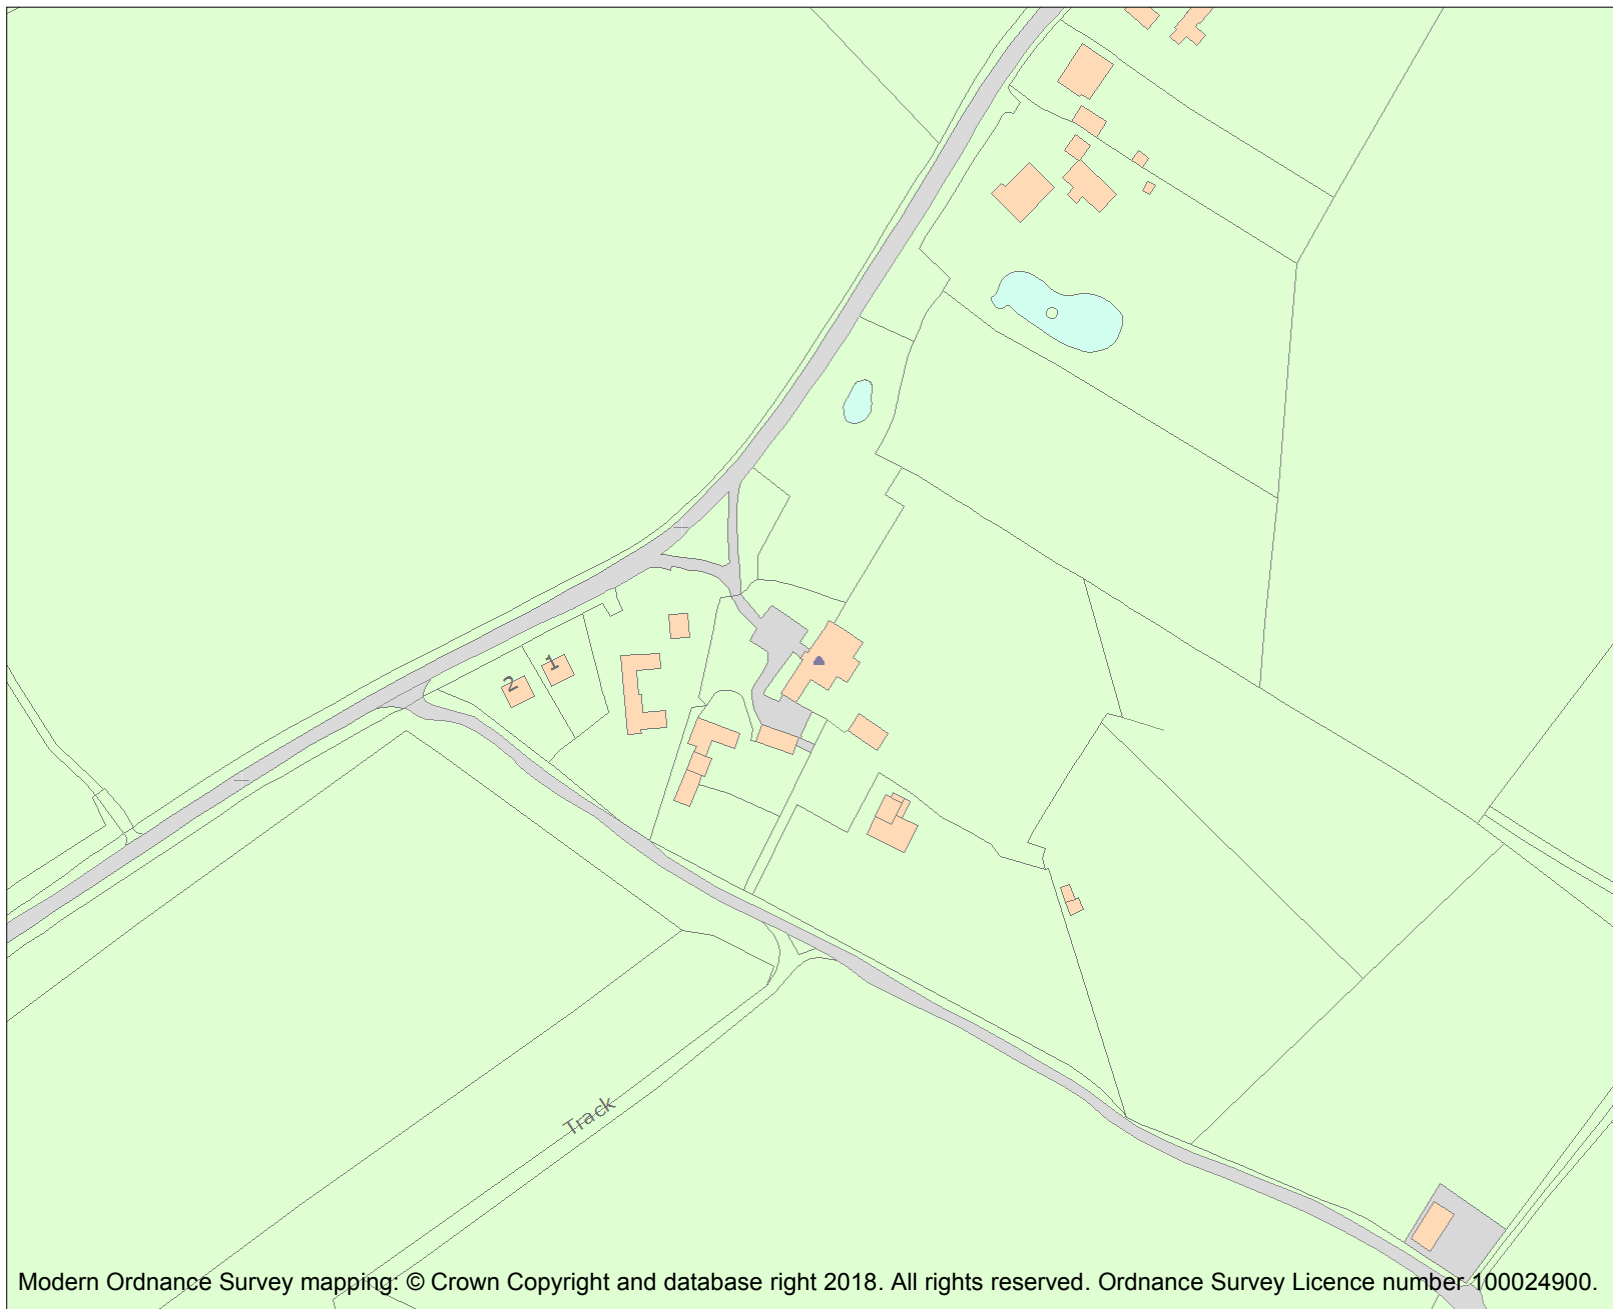 1
2
Track
Modern Ordnance Survey mapping: © Crown Copyright and database right 2018. All rights reserved. Ordnance Survey Licence number 100024900.